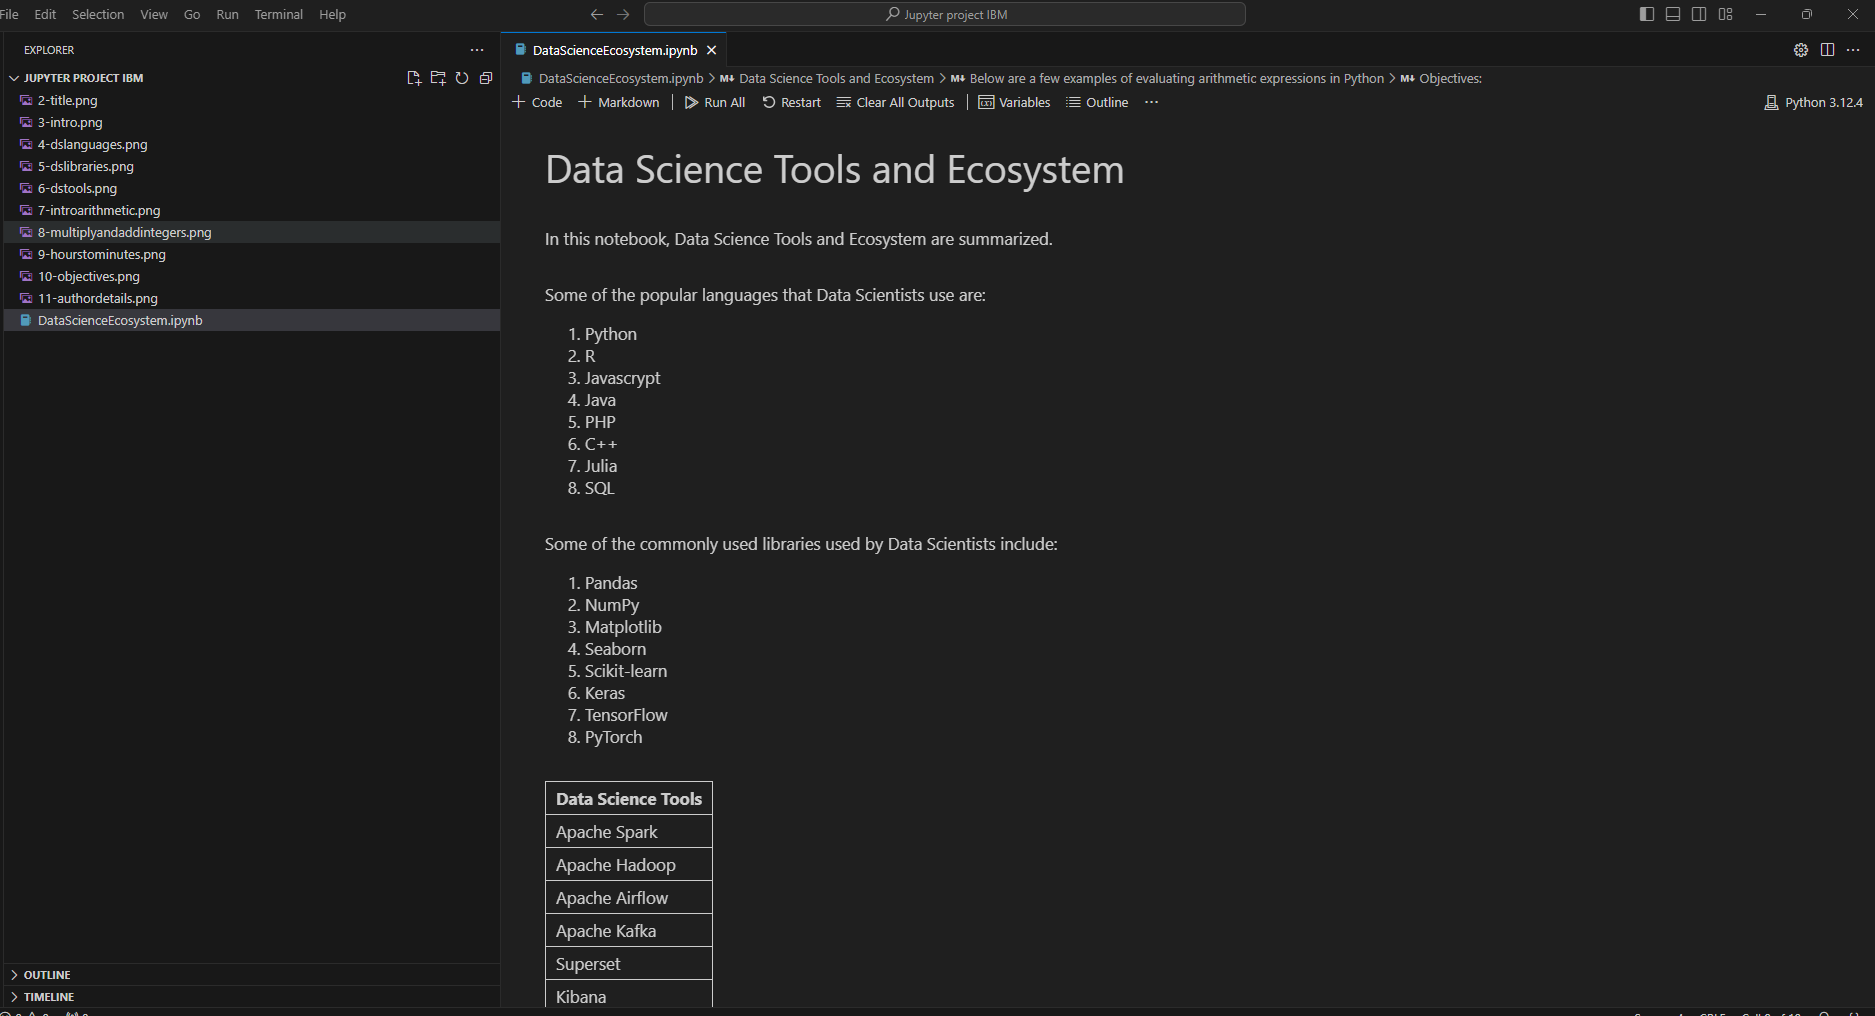 File Edit Selection View Go Run Terminal Help
Jupyter project IBM
EXPLORER
JUPYTER PROJECT IBM
2-title.png
3-intro.png
4-dslanguages.png
5-dslibraries.png
6-dstools.png
7-introarithmetic.png
8-multiplyandaddintegers.png
9-hourstominutes.png
10-objectives.png
11-authordetails.png
DataScienceEcosystem.ipynb
OUTLINE
TIMELINE
DataScienceEcosystem.ipynb
DataScienceEcosystem.ipynb > M↓ Data Science Tools and Ecosystem > M↓ Below are a few examples of evaluating arithmetic expressions in Python > M↓ Objectives:
+ Code + Markdown | Run All Restart Clear All Outputs | Variables Outline ... Python 3.12.4
Data Science Tools and Ecosystem
In this notebook, Data Science Tools and Ecosystem are summarized.
Some of the popular languages that Data Scientists use are:
1. Python
2. R
3. Javascrypt
4. Java
5. PHP
6. C++
7. Julia
8. SQL
Some of the commonly used libraries used by Data Scientists include:
1. Pandas
2. NumPy
3. Matplotlib
4. Seaborn
5. Scikit-learn
6. Keras
7. TensorFlow
8. PyTorch
Data Science Tools
Apache Spark
Apache Hadoop
Apache Airflow
Apache Kafka
Superset
Kibana